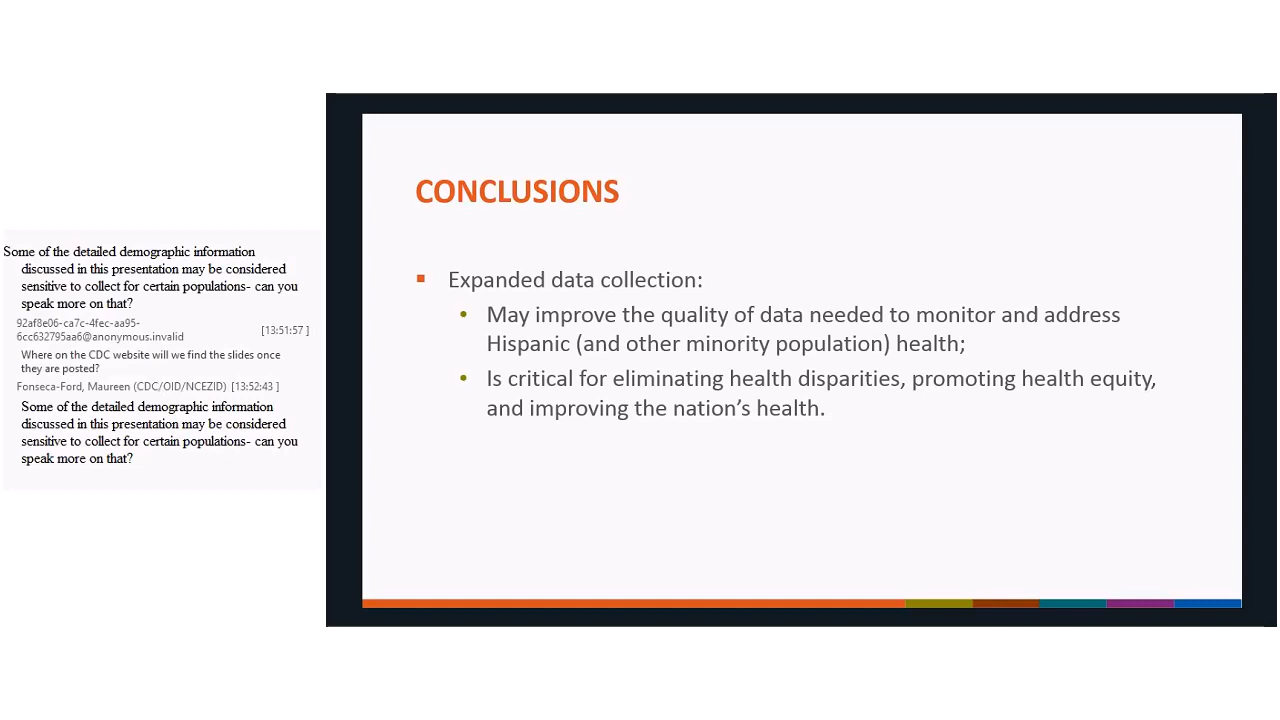 Some of the detailed demographic information
discussed in this presentation may be considered
sensitive to collect for certain populations- can you
speak more on that?
92af8e06-ca7c-4fec-aa95-
6cc632795aa6@anonymous.invalid [13:51:57 ]
Where on the CDC website will we find the slides once
they are posted?
Fonseca-Ford, Maureen (CDC/OID/NCEZID) [13:52:43 ]
Some of the detailed demographic information
discussed in this presentation may be considered
sensitive to collect for certain populations- can you
speak more on that?
CONCLUSIONS
▪ Expanded data collection:
• May improve the quality of data needed to monitor and address
Hispanic (and other minority population) health;
• Is critical for eliminating health disparities, promoting health equity,
and improving the nation’s health.